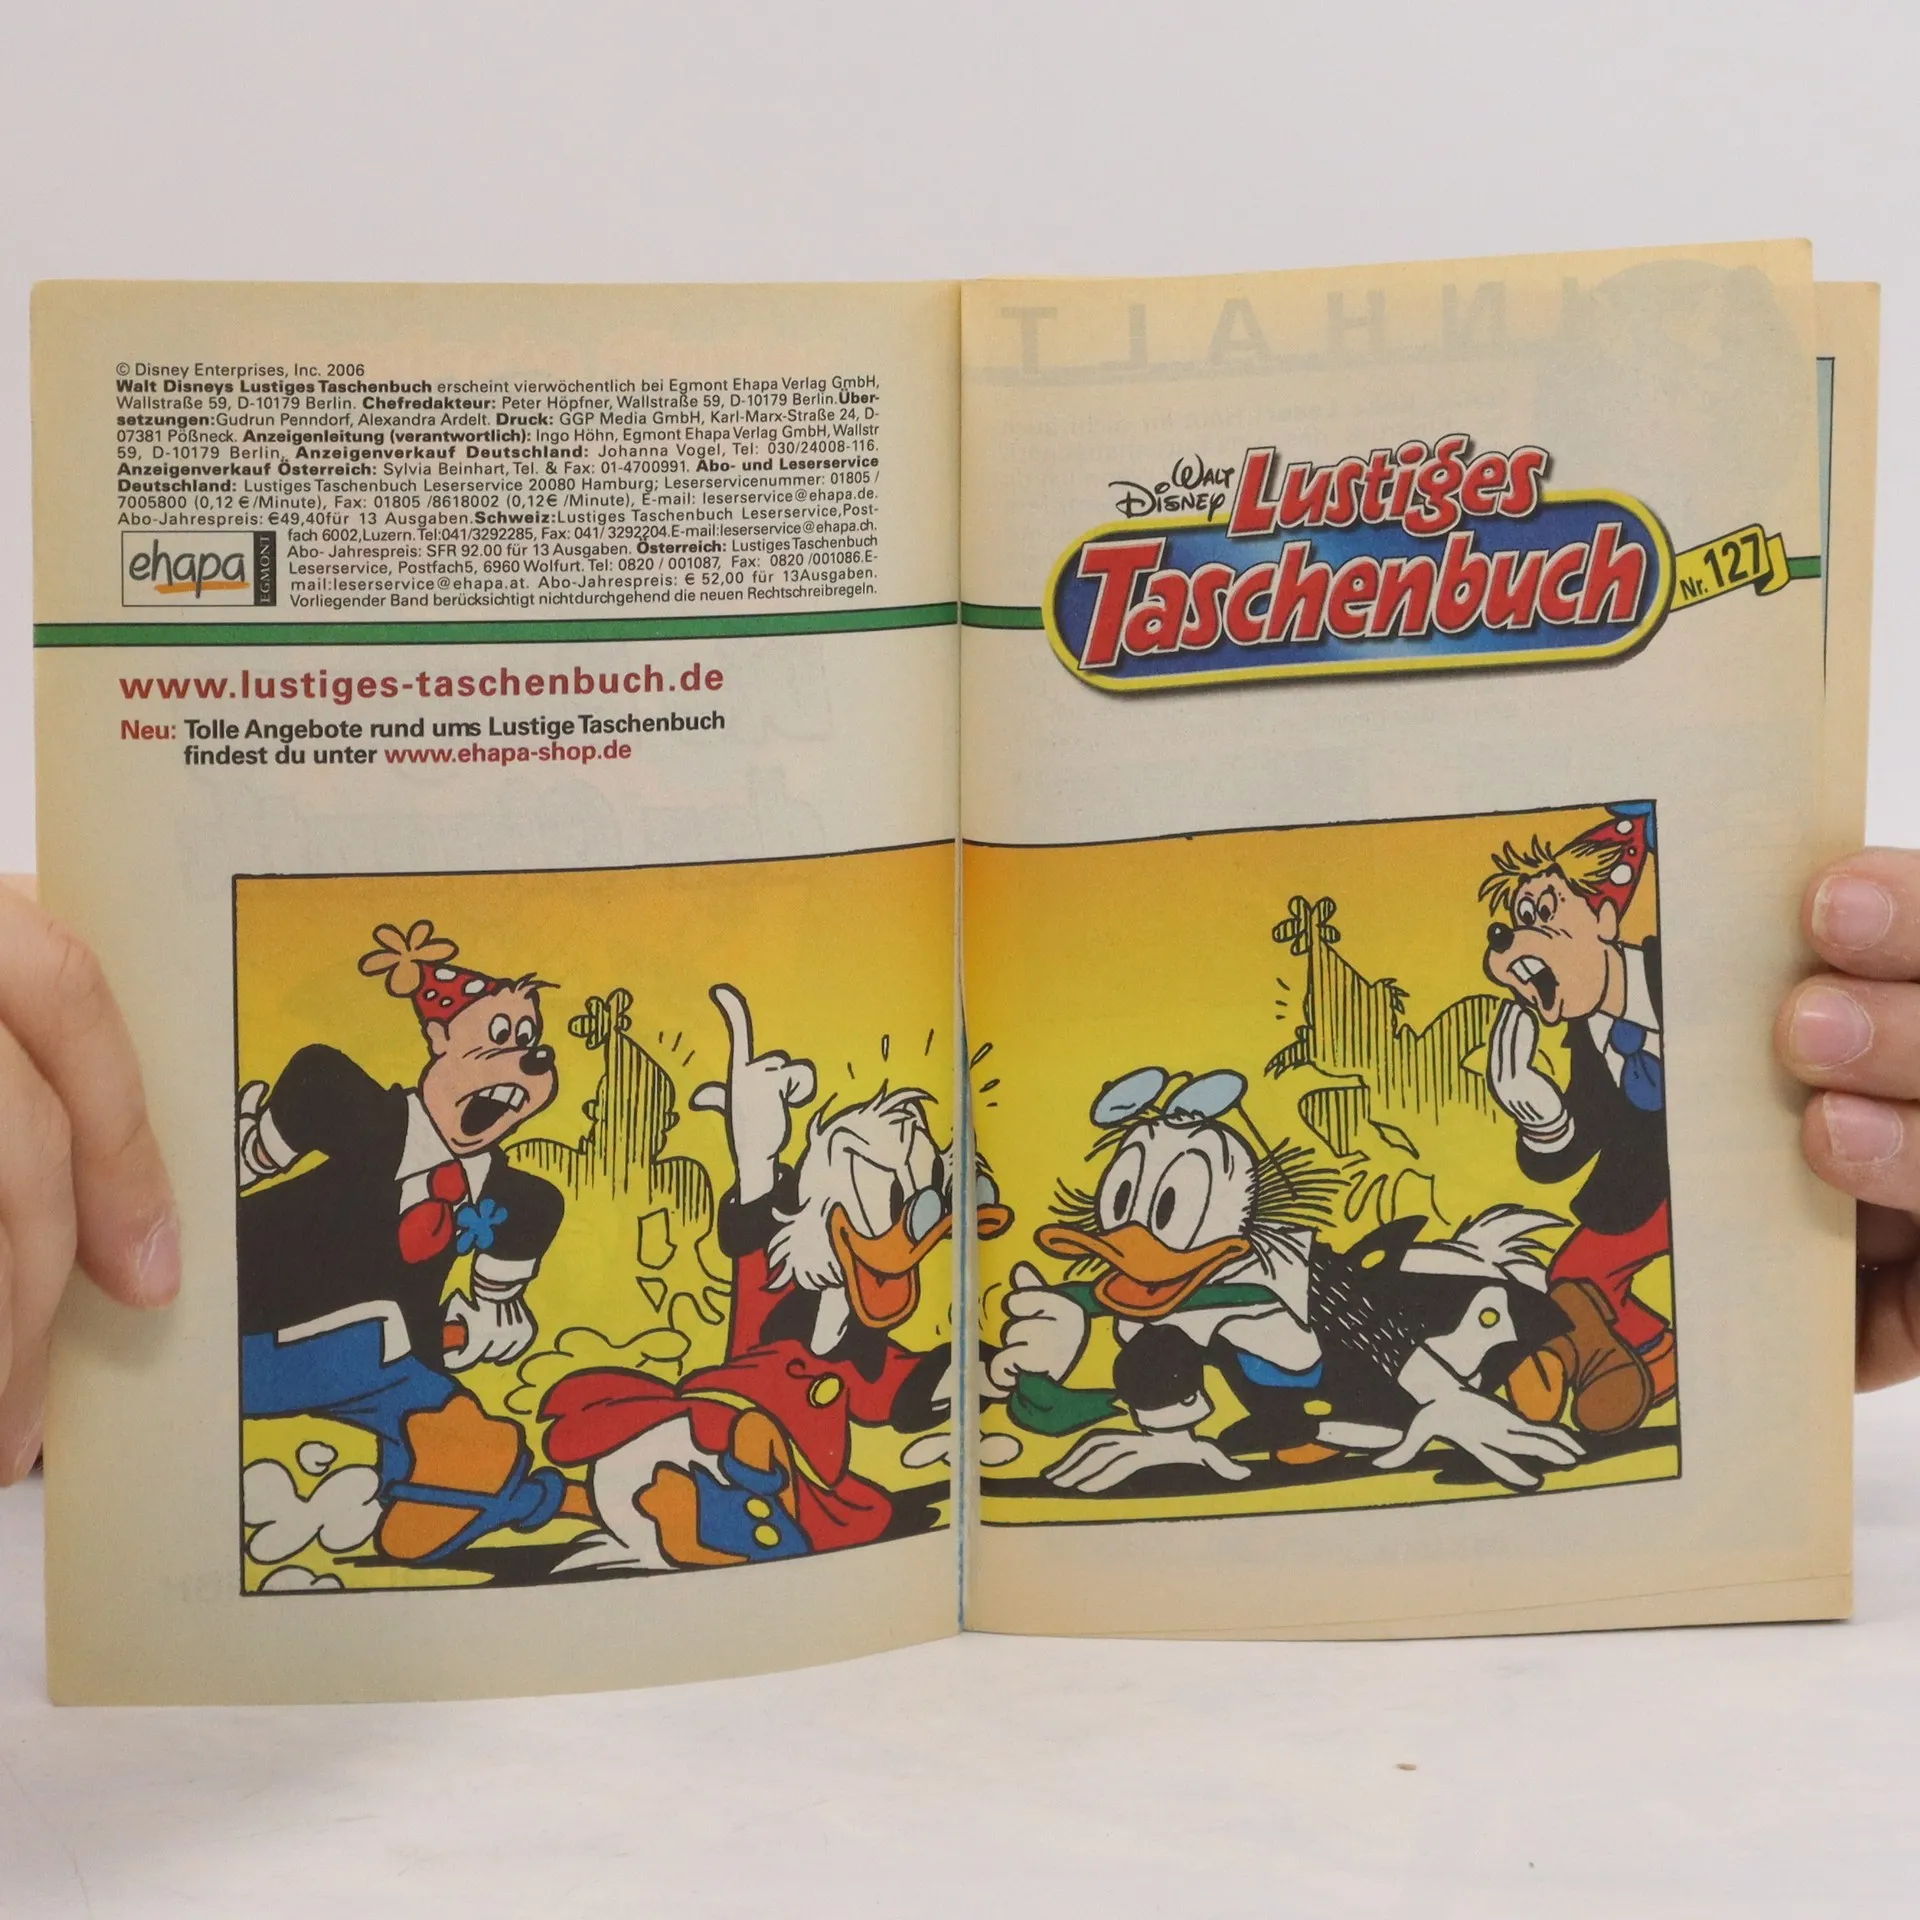 © Disney Enterprises, Inc. 2006
Walt Disneys Lustiges Taschenbuch erscheint vierwöchentlich bei Egmont Ehapa Verlag GmbH,
Wallstraße 59, D-10179 Berlin. Chefredakteur: Peter Höpfner, Wallstraße 59, D-10179 Berlin. Über-
setzungen: Gudrun Penndorf, Alexandra Ardelt. Druck: GGP Media GmbH, Karl-Marx-Straße 24, D-
07381 Pößneck. Anzeigenleitung (verantwortlich): Ingo Höhn, Egmont Ehapa Verlag GmbH, Wallstr
59, D-10179 Berlin, Anzeigenverkauf Deutschland: Johanna Vogel, Tel: 030/24008-116.
Anzeigenverkauf Österreich: Sylvia Beinhart, Tel. & Fax: 01-4700991. Abo- und Leserservice
Deutschland: Lustiges Taschenbuch Leserservice 20080 Hamburg; Leserservicenummer: 01805 /
7005800 (0,12 € /Minute), Fax: 01805 /8618002 (0,12€ /Minute), E-mail: leserservice@ehapa.de.
Abo-Jahrespreis: €49,40für 13 Ausgaben. Schweiz: Lustiges Taschenbuch Leserservice, Post-
fach 6002, Luzern. Tel: 041/3292285, Fax: 041/ 3292204. E-mail: leserservice@ehapa.ch.
Abo- Jahrespreis: SFR 92.00 für 13 Ausgaben. Österreich: Lustiges Taschenbuch
Leserservice, Postfach5, 6960 Wolfurt. Tel: 0820 / 001087, Fax: 0820 /001086. E-
mail: leserservice@ehapa.at. Abo-Jahrespreis: € 52,00 für 13Ausgaben.
Vorliegender Band berücksichtigt nichtdurchgehend die neuen Rechtschreibregeln.
ehapa
EGMONT
www.lustiges-taschenbuch.de
Neu: Tolle Angebote rund ums Lustige Taschenbuch
findest du unter www.ehapa-shop.de
WALT
DISNEY
Lustiges
Taschenbuch
Nr. 127
INHALT